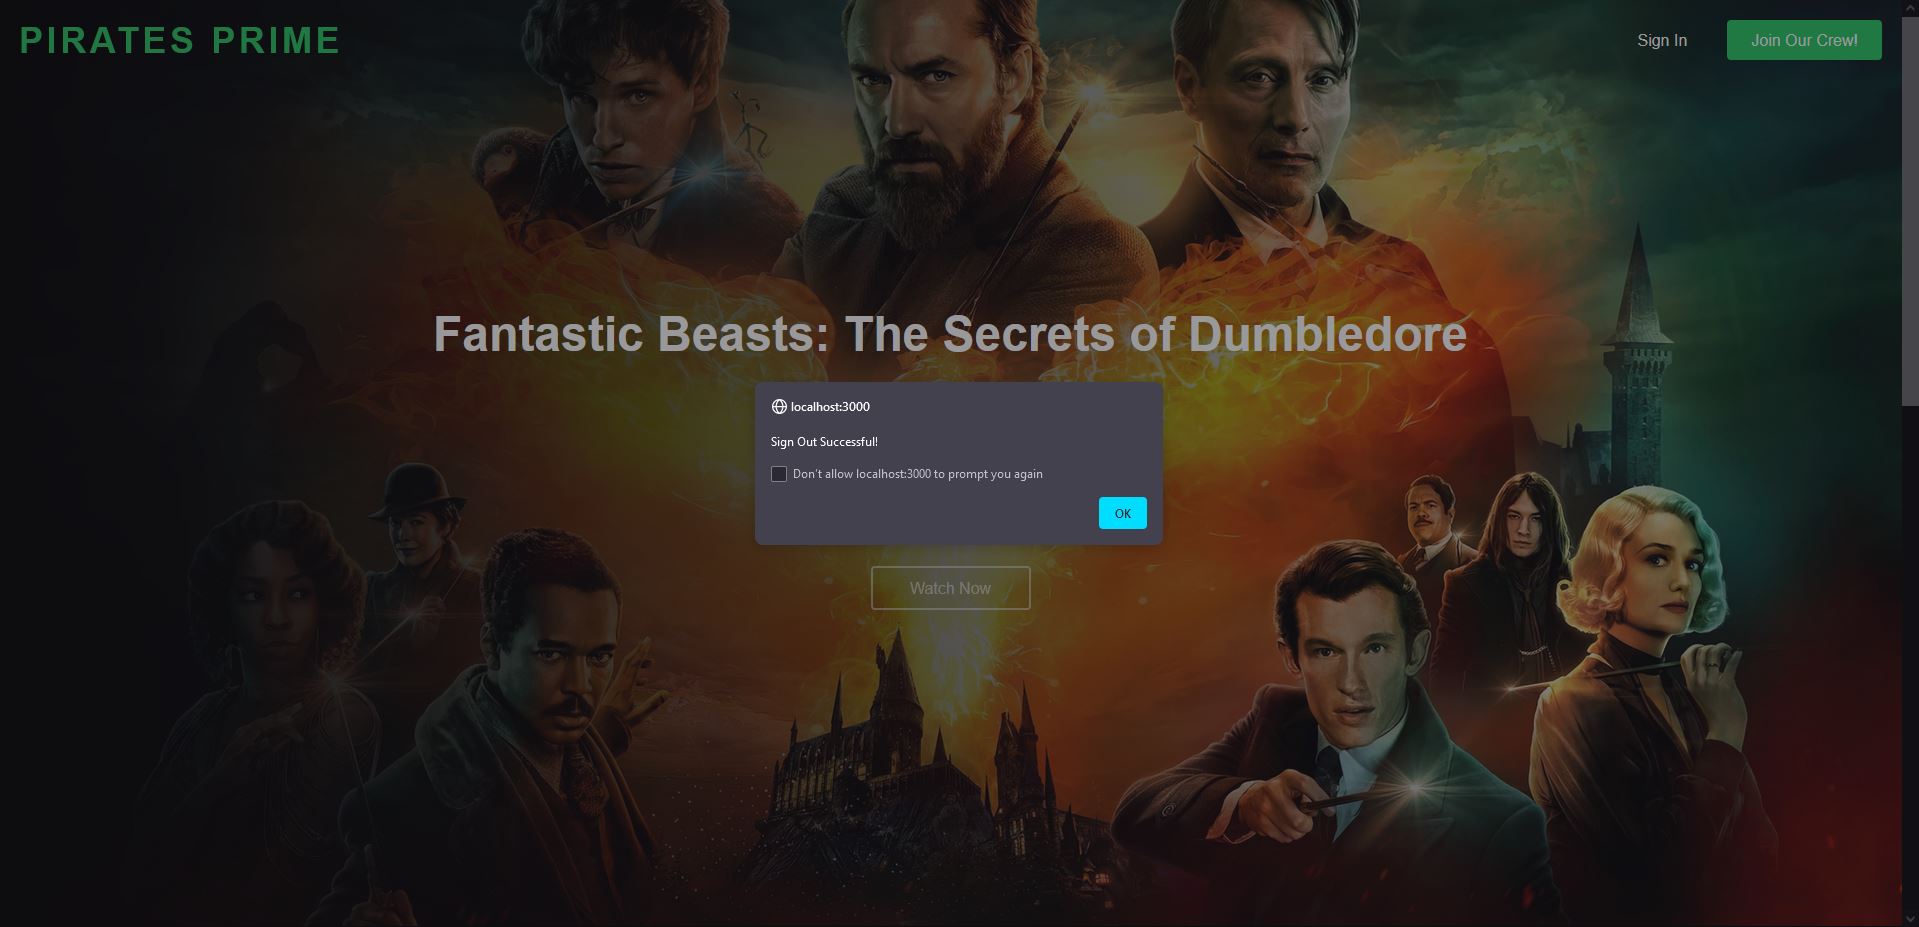 PIRATES PRIME
Sign In
Join Our Crew!
Fantastic Beasts: The Secrets of Dumbledore
localhost:3000
Sign Out Successful!
Don't allow localhost:3000 to prompt you again
OK
Watch Now